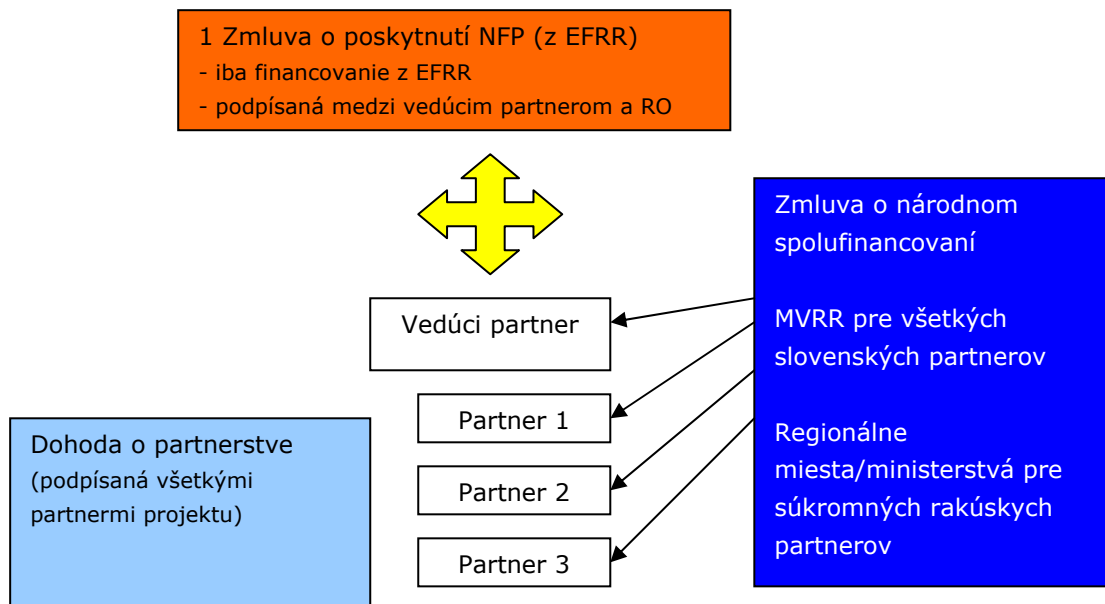 1 Zmluva o poskytnutí NFP (z EFRR)
- iba financovanie z EFRR
- podpísaná medzi vedúcim partnerom a RO
Zmluva o národnom
spolufinancovaní
MVRR pre všetkých
slovenských partnerov
Regionálne
miesta/ministerstvá pre
súkromných rakúskych
partnerov
Vedúci partner
Partner 1
Partner 2
Partner 3
Dohoda o partnerstve
(podpísaná všetkými
partnermi projektu)